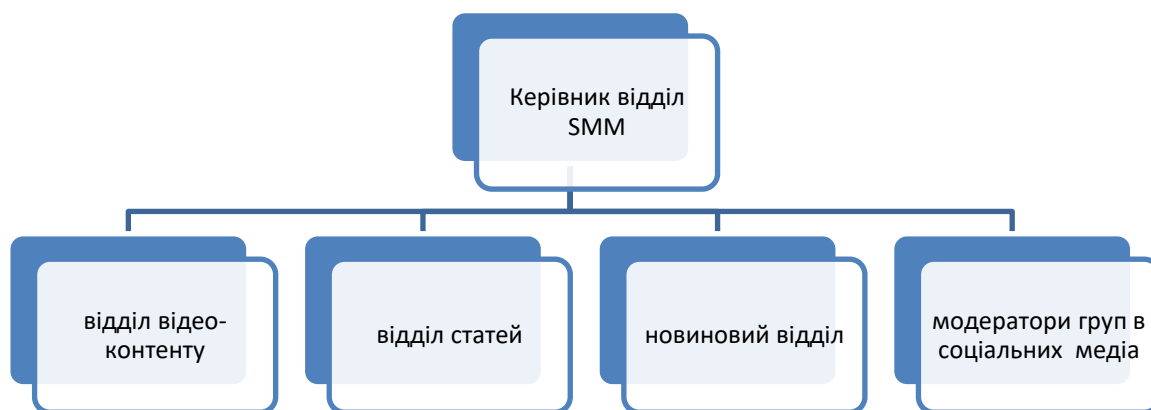 Керівник відділ
SMM
відділ відео-
контенту
відділ статей
новиновий відділ
модератори груп в
соціальних медіа